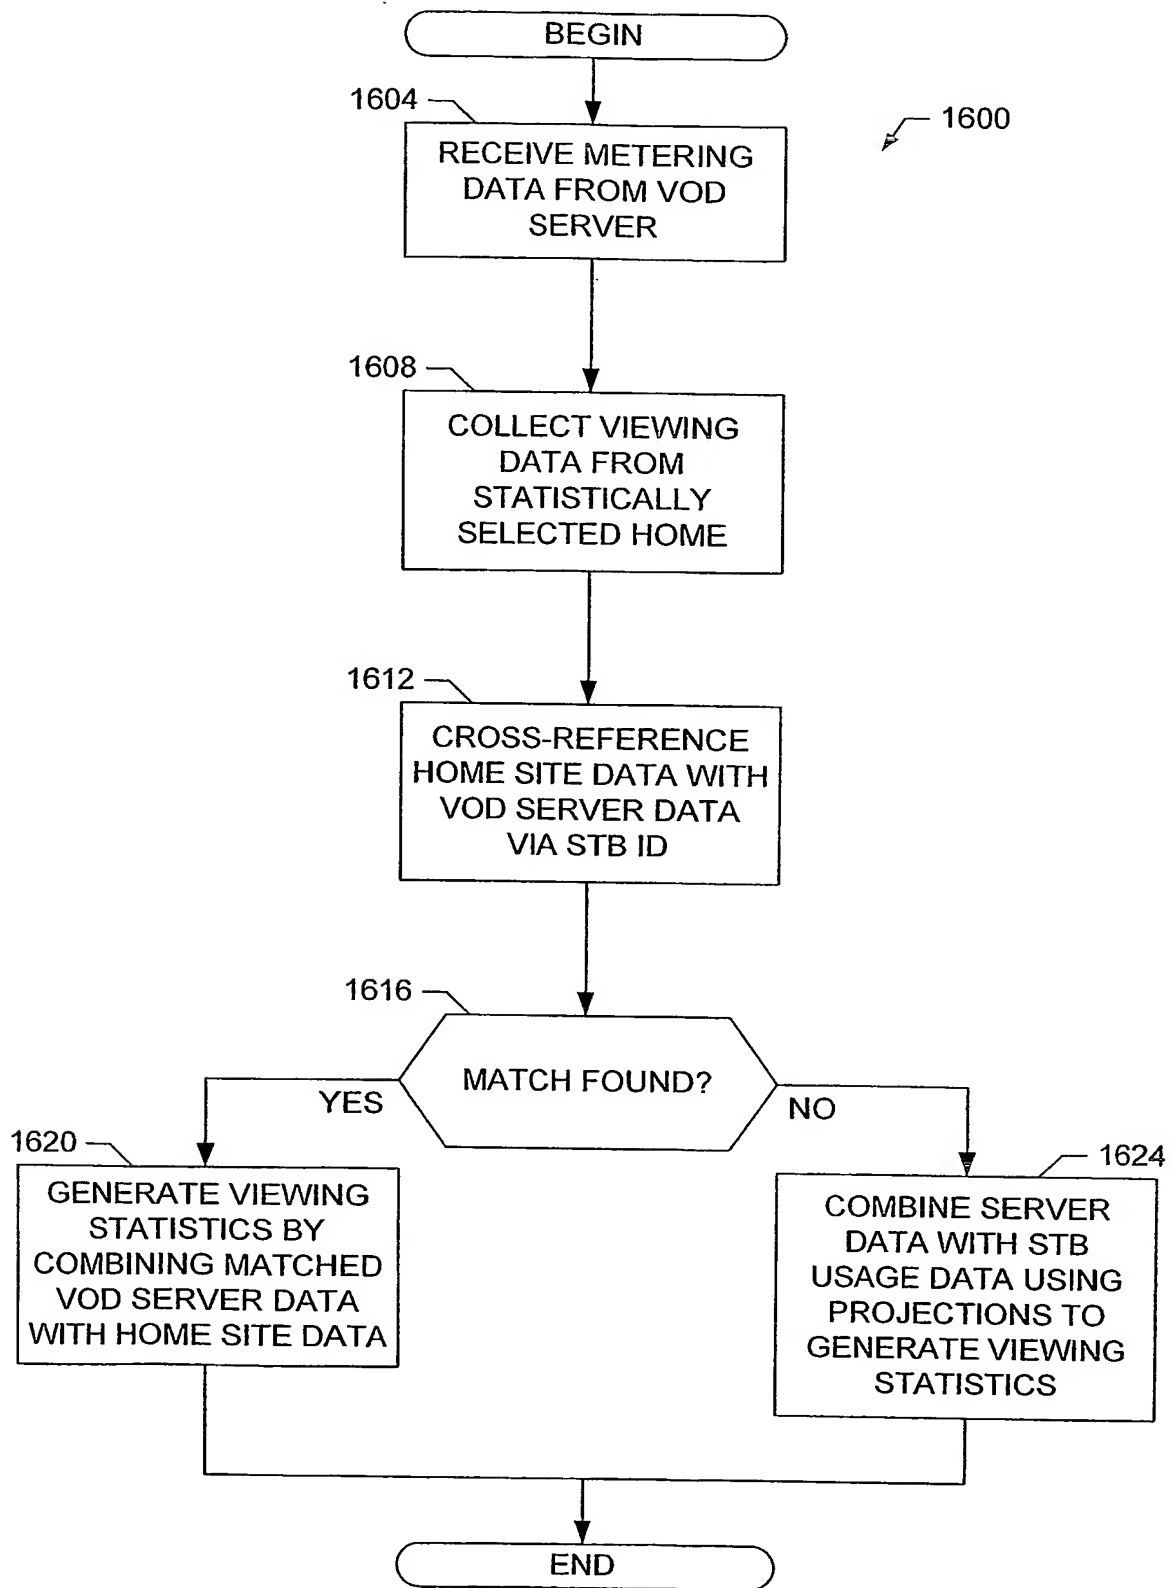 BEGIN
1604
1600
RECEIVE METERING
DATA FROM VOD
SERVER
1608
COLLECT VIEWING
DATA FROM
STATISTICALLY
SELECTED HOME
1612
CROSS-REFERENCE
HOME SITE DATA WITH
VOD SERVER DATA
VIA STB ID
1616
MATCH FOUND?
YES
NO
1620
GENERATE VIEWING
STATISTICS BY
COMBINING MATCHED
VOD SERVER DATA
WITH HOME SITE DATA
1624
COMBINE SERVER
DATA WITH STB
USAGE DATA USING
PROJECTIONS TO
GENERATE VIEWING
STATISTICS
END